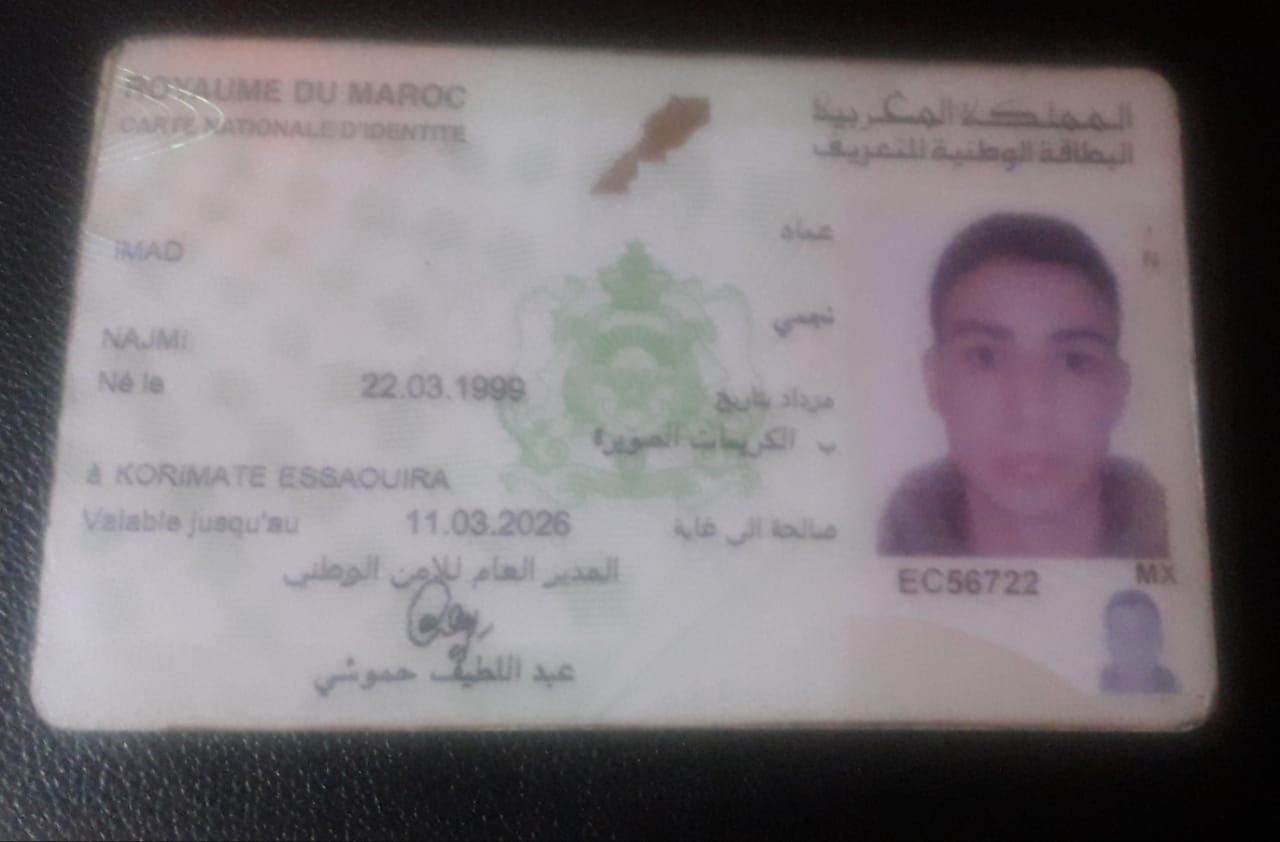 ROYAUME DU MAROC
المملكة المغربية
CARTE NATIONALE D'IDENTITE
البطاقة الوطنية للتعريف
عماد
IMAD
نجمي
NAJMI
Né le 22.03.1999 مزداد بتاريخ
ب الكريمات الصويرة
à KORIMATE ESSAOUIRA
Valable jusqu'au 11.03.2026 صالحة الى غاية
المدير العام للامن الوطني
عبد اللطيف حموشي
EC56722
MX